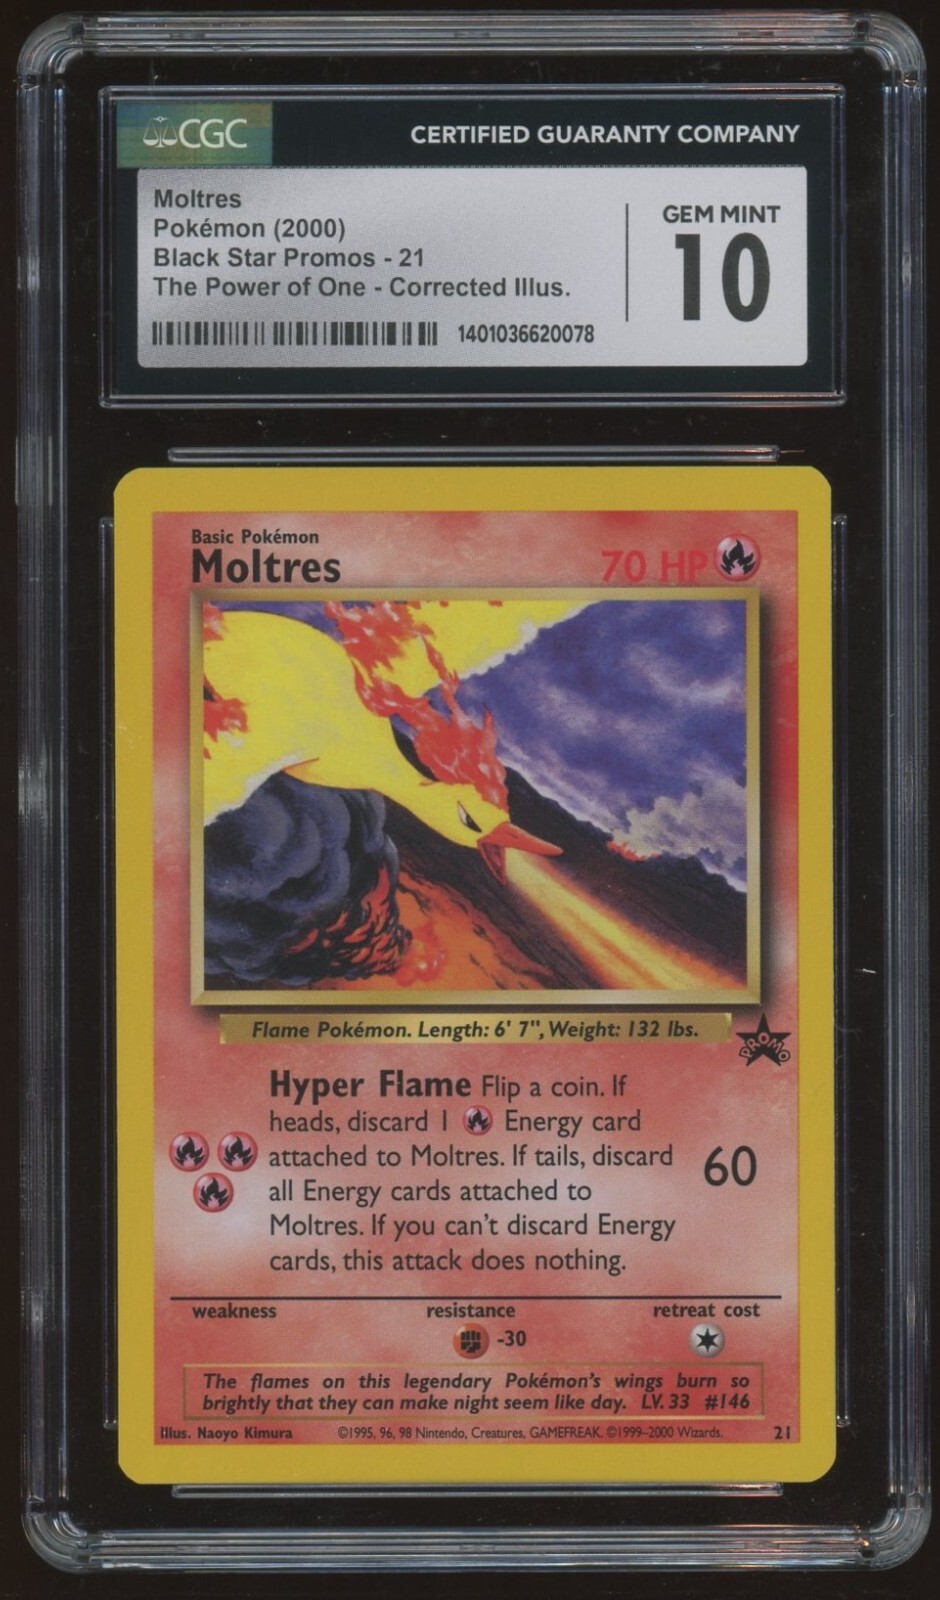 CGC
CERTIFIED GUARANTY COMPANY
Moltres
Pokémon (2000)
Black Star Promos - 21
The Power of One - Corrected Illus.
1401036620078
GEM MINT
10
Basic Pokémon
Moltres
70 HP
Flame Pokémon. Length: 6' 7", Weight: 132 lbs.
PROMO
Hyper Flame Flip a coin. If
heads, discard 1 Energy card
attached to Moltres. If tails, discard
all Energy cards attached to
Moltres. If you can't discard Energy
cards, this attack does nothing.
60
weakness
resistance
retreat cost
-30
The flames on this legendary Pokémon's wings burn so
brightly that they can make night seem like day. LV. 33 #146
Illus. Naoyo Kimura
©1995, 96, 98 Nintendo, Creatures, GAMEFREAK. ©1999-2000 Wizards.
21